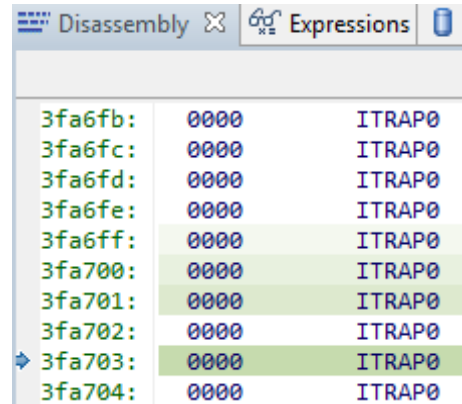 Disassembly Expressions
3fa6fb: 0000 ITRAP0
3fa6fc: 0000 ITRAP0
3fa6fd: 0000 ITRAP0
3fa6fe: 0000 ITRAP0
3fa6ff: 0000 ITRAP0
3fa700: 0000 ITRAP0
3fa701: 0000 ITRAP0
3fa702: 0000 ITRAP0
3fa703: 0000 ITRAP0
3fa704: 0000 ITRAP0